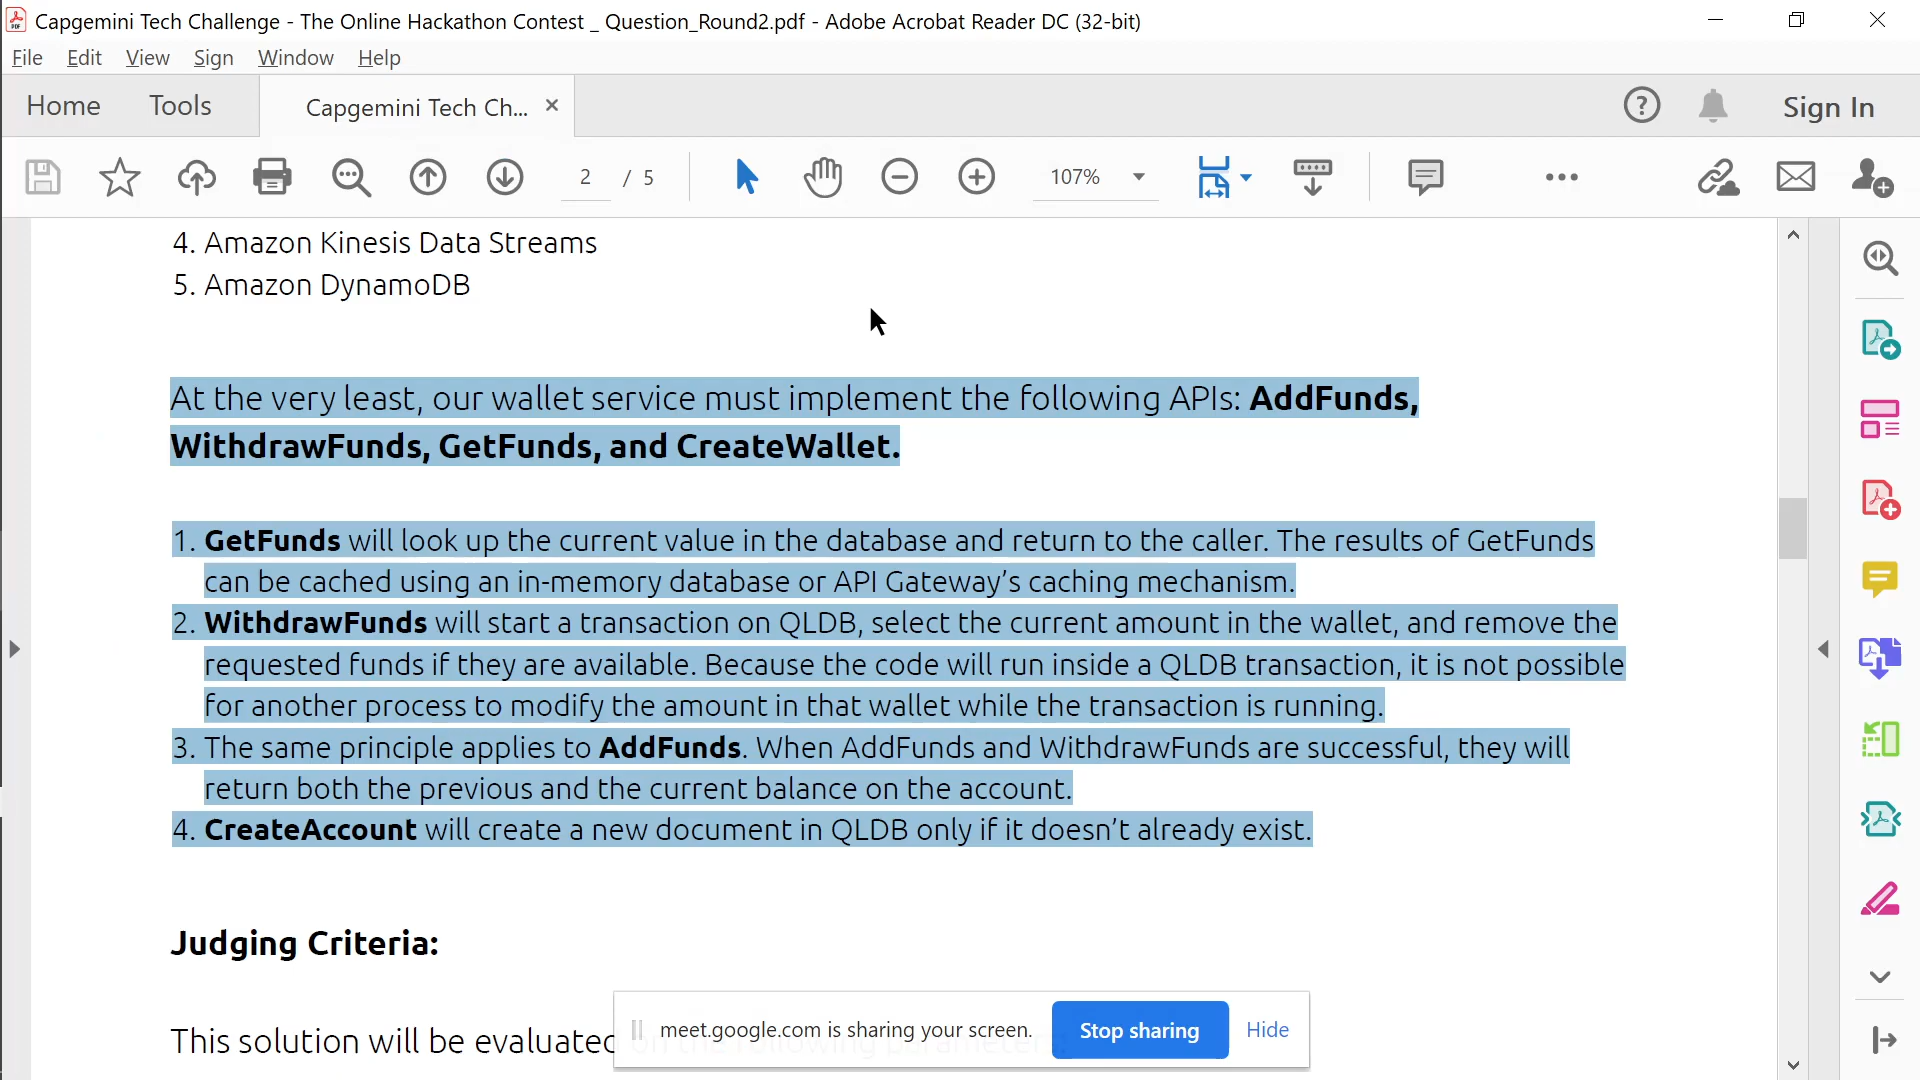 Capgemini Tech Challenge - The Online Hackathon Contest _ Question_Round2.pdf - Adobe Acrobat Reader DC (32-bit)
File Edit View Sign Window Help
Home Tools Capgemini Tech Ch... × Sign In
2 / 5 107%
4. Amazon Kinesis Data Streams
5. Amazon DynamoDB
At the very least, our wallet service must implement the following APIs: AddFunds,
WithdrawFunds, GetFunds, and CreateWallet.
1. GetFunds will look up the current value in the database and return to the caller. The results of GetFunds
can be cached using an in-memory database or API Gateway's caching mechanism.
2. WithdrawFunds will start a transaction on QLDB, select the current amount in the wallet, and remove the
requested funds if they are available. Because the code will run inside a QLDB transaction, it is not possible
for another process to modify the amount in that wallet while the transaction is running.
3. The same principle applies to AddFunds. When AddFunds and WithdrawFunds are successful, they will
return both the previous and the current balance on the account.
4. CreateAccount will create a new document in QLDB only if it doesn't already exist.
Judging Criteria:
This solution will be evaluated
meet.google.com is sharing your screen. Stop sharing Hide